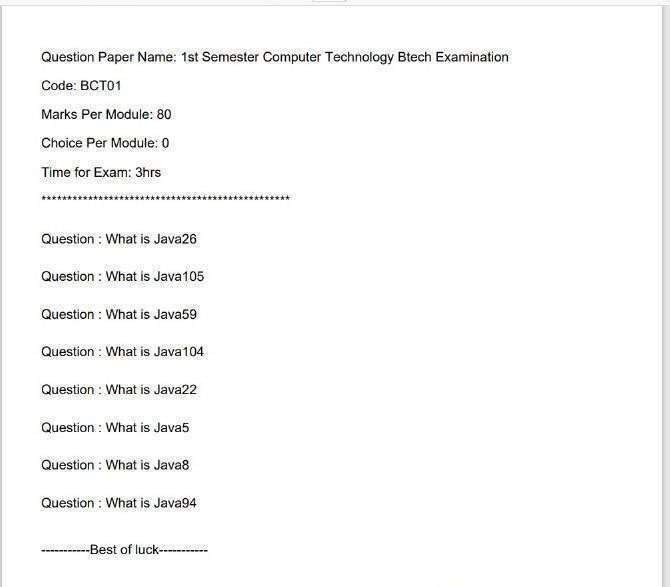 Question Paper Name: 1st Semester Computer Technology Btech Examination
Code: BCT01
Marks Per Module: 80
Choice Per Module: 0
Time for Exam: 3hrs
************************************************
Question : What is Java26
Question : What is Java105
Question : What is Java59
Question : What is Java104
Question : What is Java22
Question : What is Java5
Question : What is Java8
Question : What is Java94
-----------Best of luck-----------